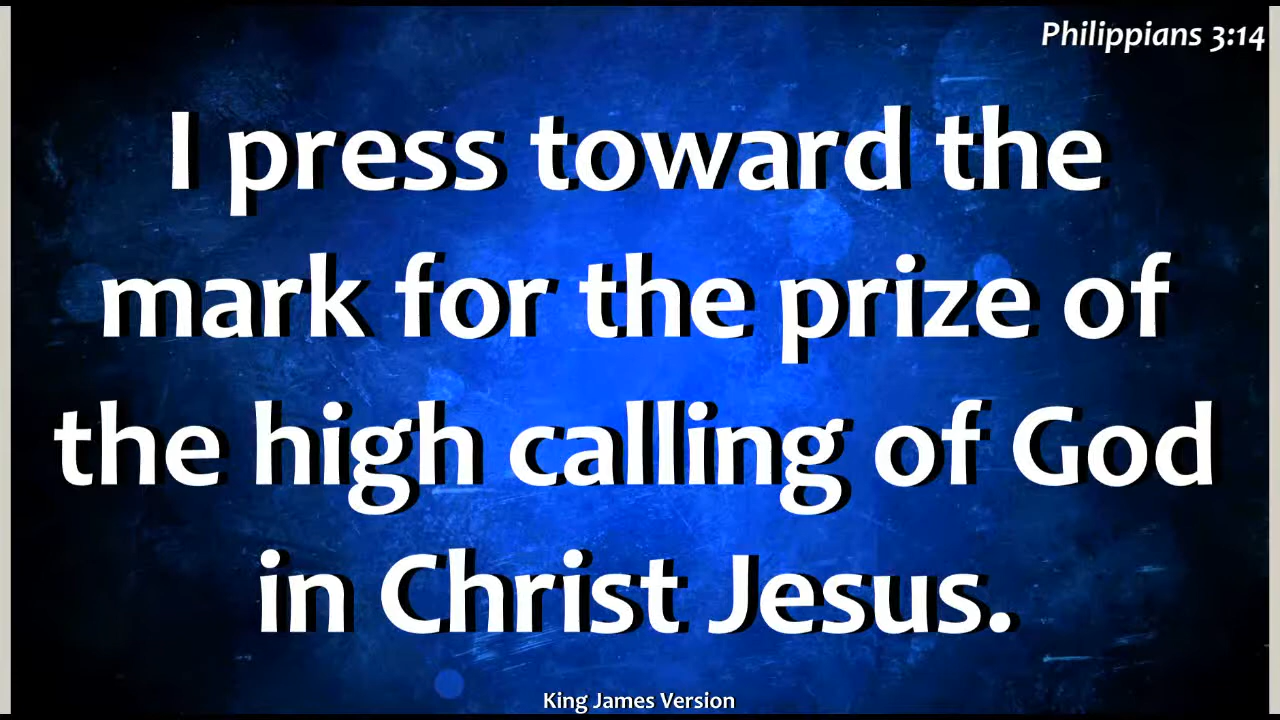 Philippians 3:14
I press toward the
mark for the prize of
the high calling of God
in Christ Jesus.
King James Version